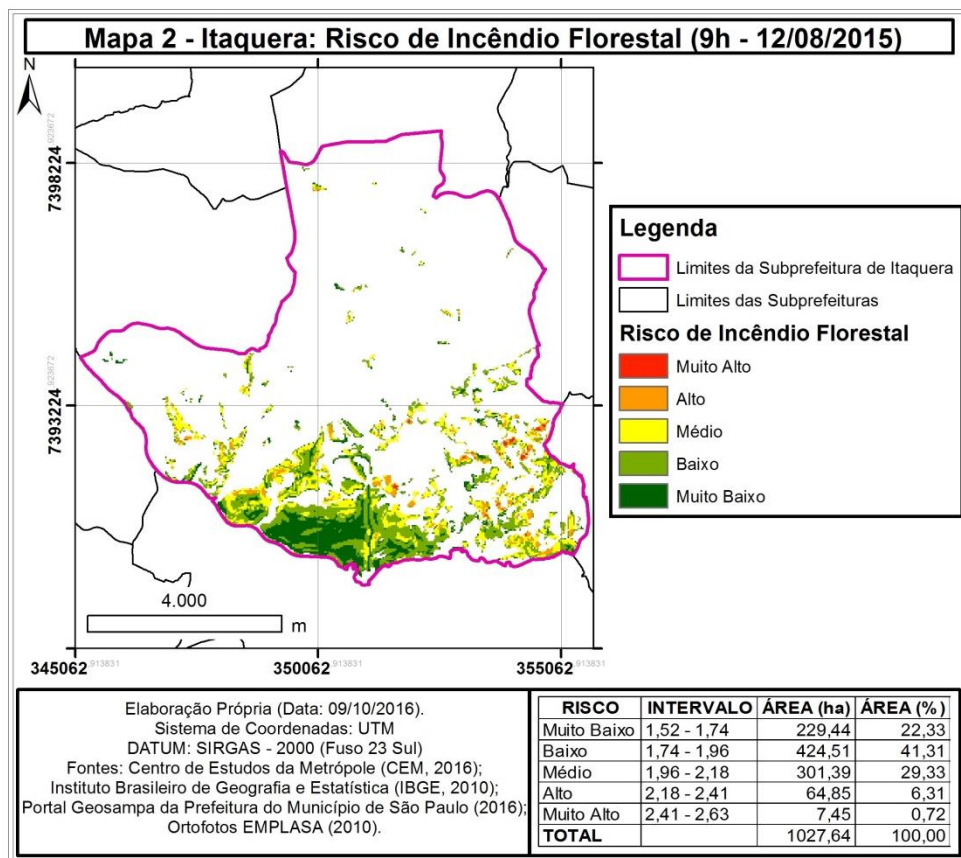 Mapa 2 - Itaquera: Risco de Incêndio Florestal (9h - 12/08/2015)
N
7398224,923672
7393224,923672
4.000
m
345062,913831
350062,913831
355062,913831
Legenda
Limites da Subprefeitura de Itaquera
Limites das Subprefeituras
Risco de Incêndio Florestal
Muito Alto
Alto
Médio
Baixo
Muito Baixo
Elaboração Própria (Data: 09/10/2016).
Sistema de Coordenadas: UTM
DATUM: SIRGAS - 2000 (Fuso 23 Sul)
Fontes: Centro de Estudos da Metrópole (CEM, 2016);
Instituto Brasileiro de Geografia e Estatística (IBGE, 2010);
Portal Geosampa da Prefeitura do Município de São Paulo (2016);
Ortofotos EMPLASA (2010).
RISCO INTERVALO ÁREA (ha) ÁREA (%)
Muito Baixo 1,52 - 1,74 229,44 22,33
Baixo 1,74 - 1,96 424,51 41,31
Médio 1,96 - 2,18 301,39 29,33
Alto 2,18 - 2,41 64,85 6,31
Muito Alto 2,41 - 2,63 7,45 0,72
TOTAL 1027,64 100,00